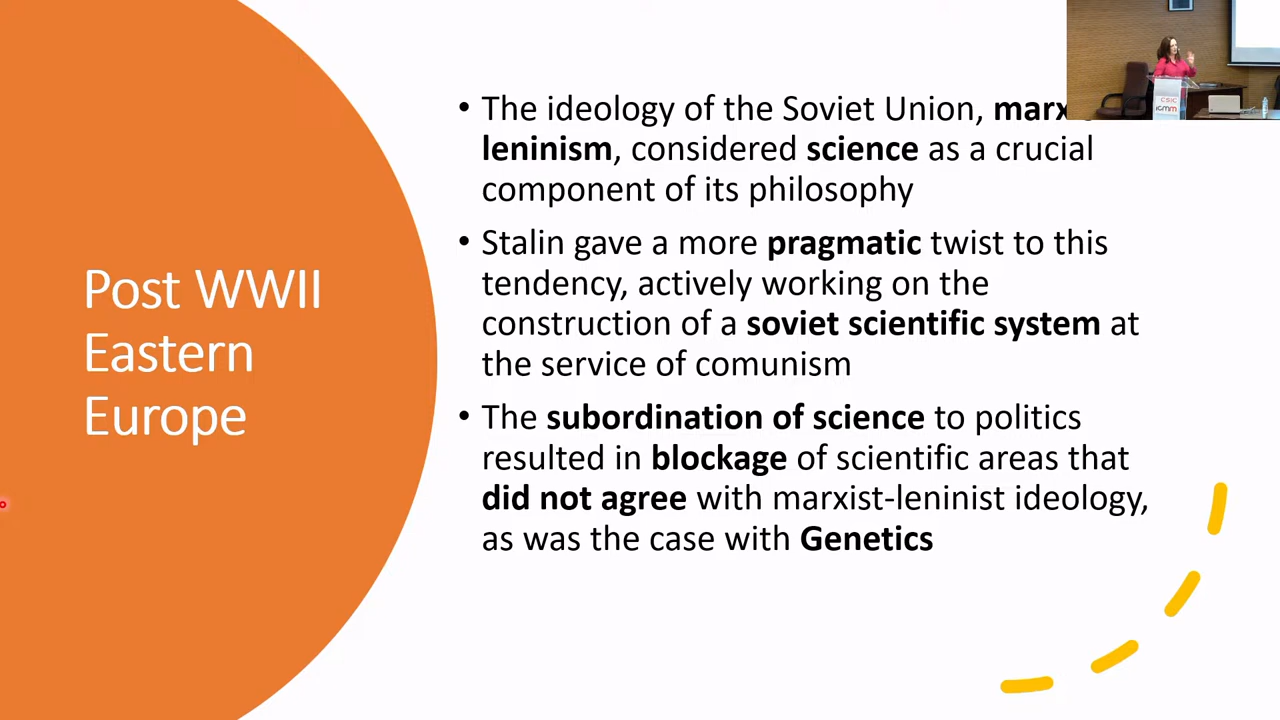 Post WWII
Eastern
Europe
• The ideology of the Soviet Union,
leninism, considered science as a crucial
component of its philosophy
• Stalin gave a more pragmatic twist to this
tendency, actively working on the
construction of a soviet scientific system at
the service of comunism
• The subordination of science to politics
resulted in blockage of scientific areas that
did not agree with marxist-leninist ideology,
as was the case with Genetics
CSIC
icmm